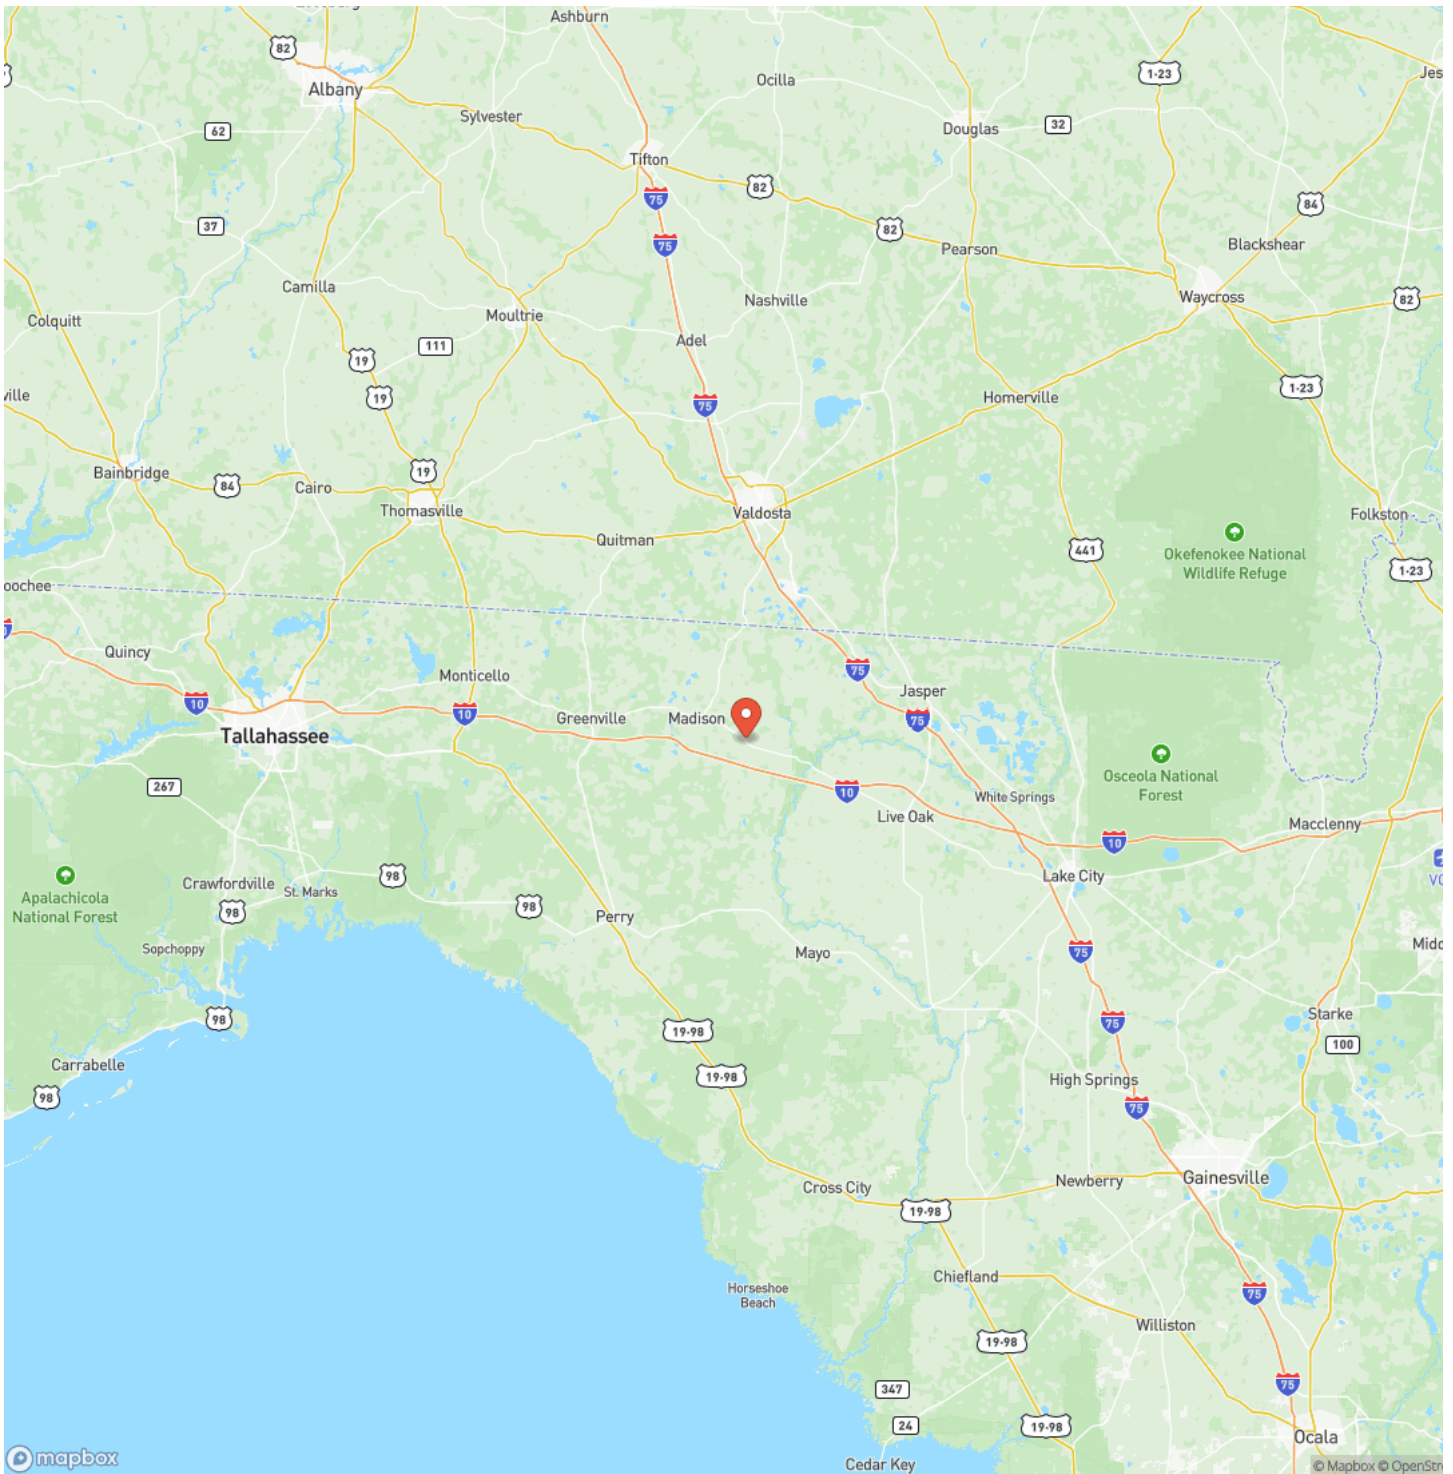 Ashburn
82
Albany
Ocilla
1·23
Jes
Sylvester
62
Douglas
32
Tifton
82
75
84
37
82
Blackshear
75
Pearson
Camilla
Nashville
Waycross
82
Moultrie
Colquitt
Adel
111
19
ville
19
75
Homerville
1·23
Bainbridge
19
84
Cairo
Thomasville
Valdosta
Folkston
Quitman
441
Okefenokee National
Wildlife Refuge
1·23
oochee
Quincy
Monticello
75
Jasper
10
10
Greenville
Madison
75
Tallahassee
Osceola National
Forest
267
10
White Springs
Live Oak
Macclenny
10
98
Lake City
Apalachicola
National Forest
Crawfordville
St. Marks
98
98
Perry
Sopchoppy
Mayo
75
Midd
98
75
19·98
Starke
100
Carrabelle
19·98
High Springs
98
75
Gainesville
Newberry
Cross City
19·98
Chiefland
Horseshoe
Beach
75
Williston
19·98
347
75
24
19·98
Ocala
mapbox
Cedar Key
© Mapbox © OpenStr